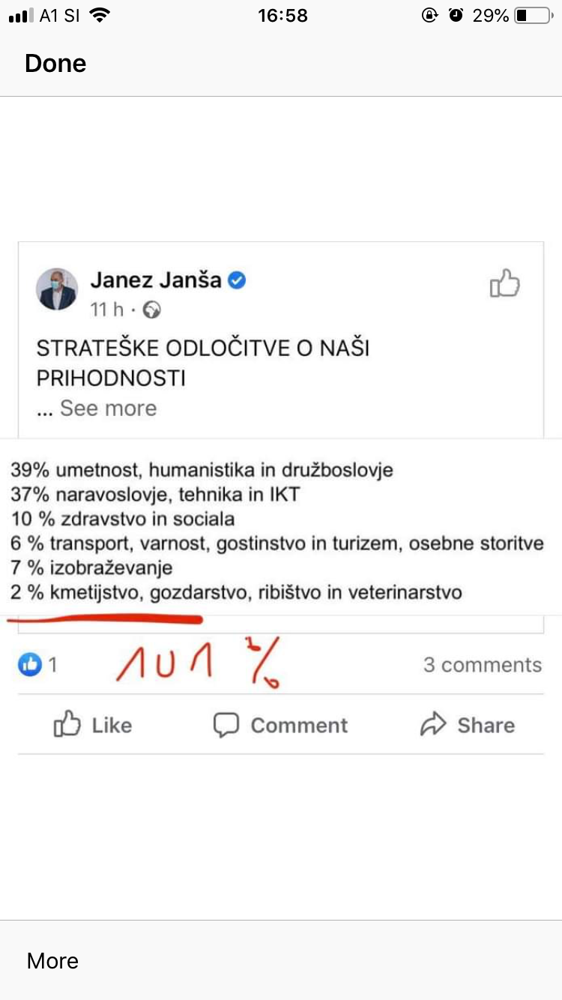 A1 SI
16:58
29%
Done
Janez Janša
11 h ·
STRATEŠKE ODLOČITVE O NAŠI
PRIHODNOSTI
... See more
39% umetnost, humanistika in družboslovje
37% naravoslovje, tehnika in IKT
10 % zdravstvo in sociala
6 % transport, varnost, gostinstvo in turizem, osebne storitve
7 % izobraževanje
2 % kmetijstvo, gozdarstvo, ribištvo in veterinarstvo
101 %
1
3 comments
Like
Comment
Share
More